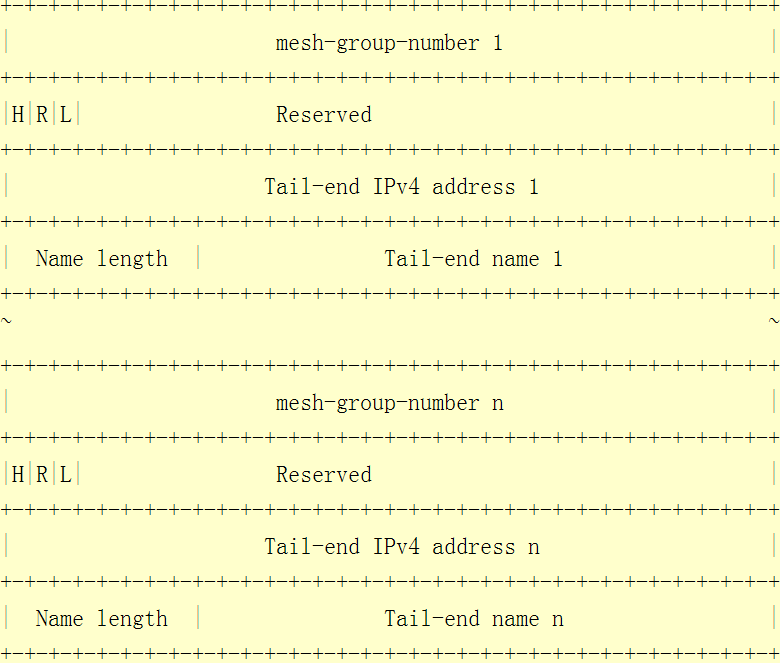 +-+-+-+-+-+-+-+-+-+-+-+-+-+-+-+-+-+-+-+-+-+-+-+-+-+-+-+-+-+-+-+-+
| mesh-group-number 1 |
+-+-+-+-+-+-+-+-+-+-+-+-+-+-+-+-+-+-+-+-+-+-+-+-+-+-+-+-+-+-+-+-+
|H|R|L| Reserved |
+-+-+-+-+-+-+-+-+-+-+-+-+-+-+-+-+-+-+-+-+-+-+-+-+-+-+-+-+-+-+-+-+
| Tail-end IPv4 address 1 |
+-+-+-+-+-+-+-+-+-+-+-+-+-+-+-+-+-+-+-+-+-+-+-+-+-+-+-+-+-+-+-+-+
| Name length | Tail-end name 1 |
+-+-+-+-+-+-+-+-+-+-+-+-+-+-+-+-+-+-+-+-+-+-+-+-+-+-+-+-+-+-+-+-+
~ ~
+-+-+-+-+-+-+-+-+-+-+-+-+-+-+-+-+-+-+-+-+-+-+-+-+-+-+-+-+-+-+-+-+
| mesh-group-number n |
+-+-+-+-+-+-+-+-+-+-+-+-+-+-+-+-+-+-+-+-+-+-+-+-+-+-+-+-+-+-+-+-+
|H|R|L| Reserved |
+-+-+-+-+-+-+-+-+-+-+-+-+-+-+-+-+-+-+-+-+-+-+-+-+-+-+-+-+-+-+-+-+
| Tail-end IPv4 address n |
+-+-+-+-+-+-+-+-+-+-+-+-+-+-+-+-+-+-+-+-+-+-+-+-+-+-+-+-+-+-+-+-+
| Name length | Tail-end name n |
+-+-+-+-+-+-+-+-+-+-+-+-+-+-+-+-+-+-+-+-+-+-+-+-+-+-+-+-+-+-+-+-+